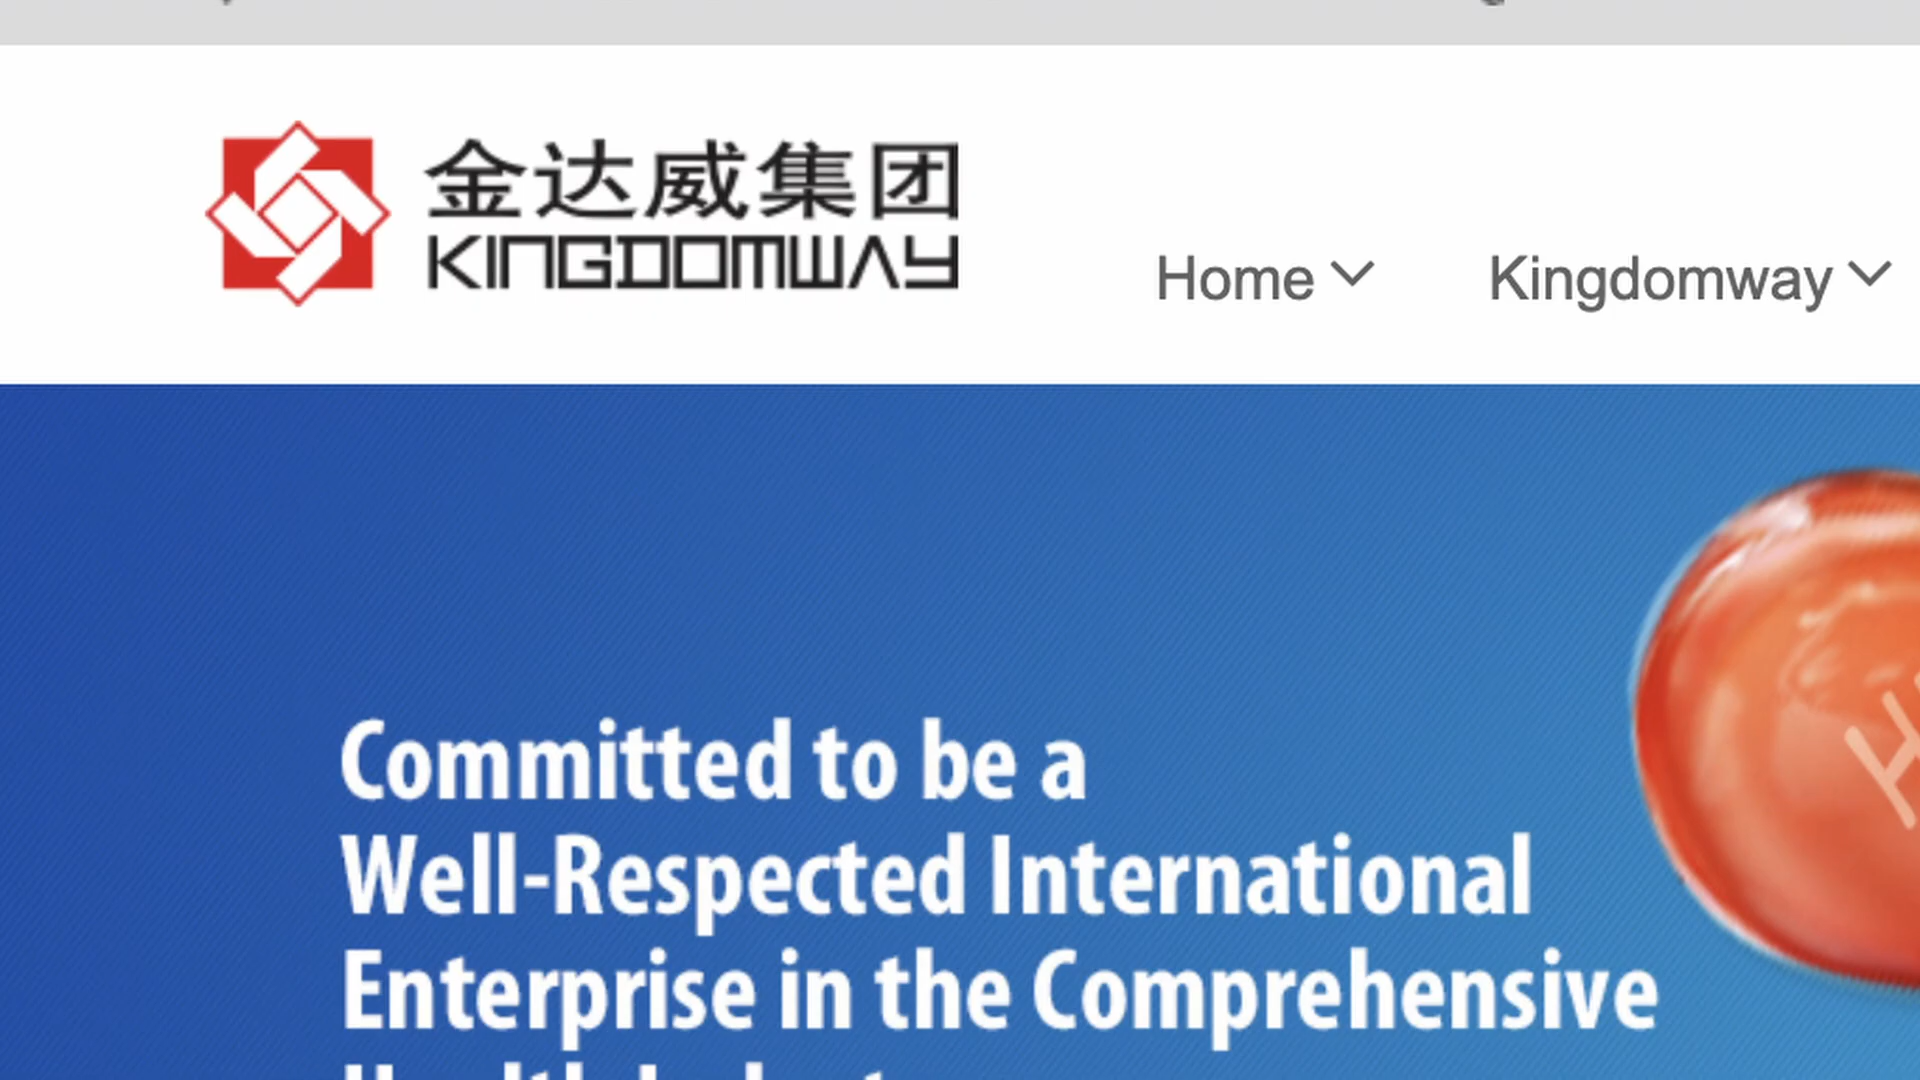 金达威集团
KINGDOMWAY
Home
Kingdomway
Committed to be a
Well-Respected International
Enterprise in the Comprehensive